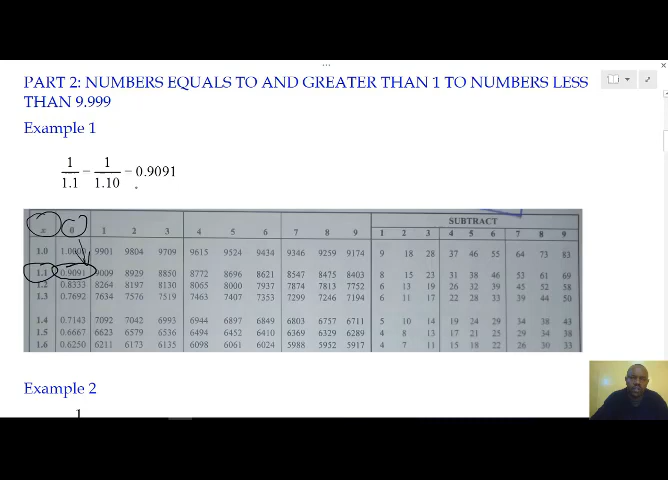 PART 2: NUMBERS EQUALS TO AND GREATER THAN 1 TO NUMBERS LESS
THAN 9.999
Example 1
1/1.1 = 1/1.10 = 0.9091
SUBTRACT
x 0 1 2 3 4 5 6 7 8 9 1 2 3 4 5 6 7 8 9
1.0 1.0000 9901 9804 9709 9615 9524 9434 9346 9259 9174 9 18 28 37 46 55 64 73 83
1.1 0.9091 9009 8929 8850 8772 8696 8621 8547 8475 8403 8 15 23 31 38 46 53 61 69
1.2 0.8333 8264 8197 8130 8065 8000 7937 7874 7813 7752 6 13 19 26 32 39 45 52 58
1.3 0.7692 7634 7576 7519 7463 7407 7353 7299 7246 7194 6 11 17 22 28 33 39 44 50
1.4 0.7143 7092 7042 6993 6944 6897 6849 6803 6757 6711 5 10 14 19 24 29 34 38 43
1.5 0.6667 6623 6579 6536 6494 6452 6410 6369 6329 6289 4 8 13 17 21 25 29 34 38
1.6 0.6250 6211 6173 6135 6098 6061 6024 5988 5952 5917 4 7 11 15 18 22 26 30 33
Example 2
1